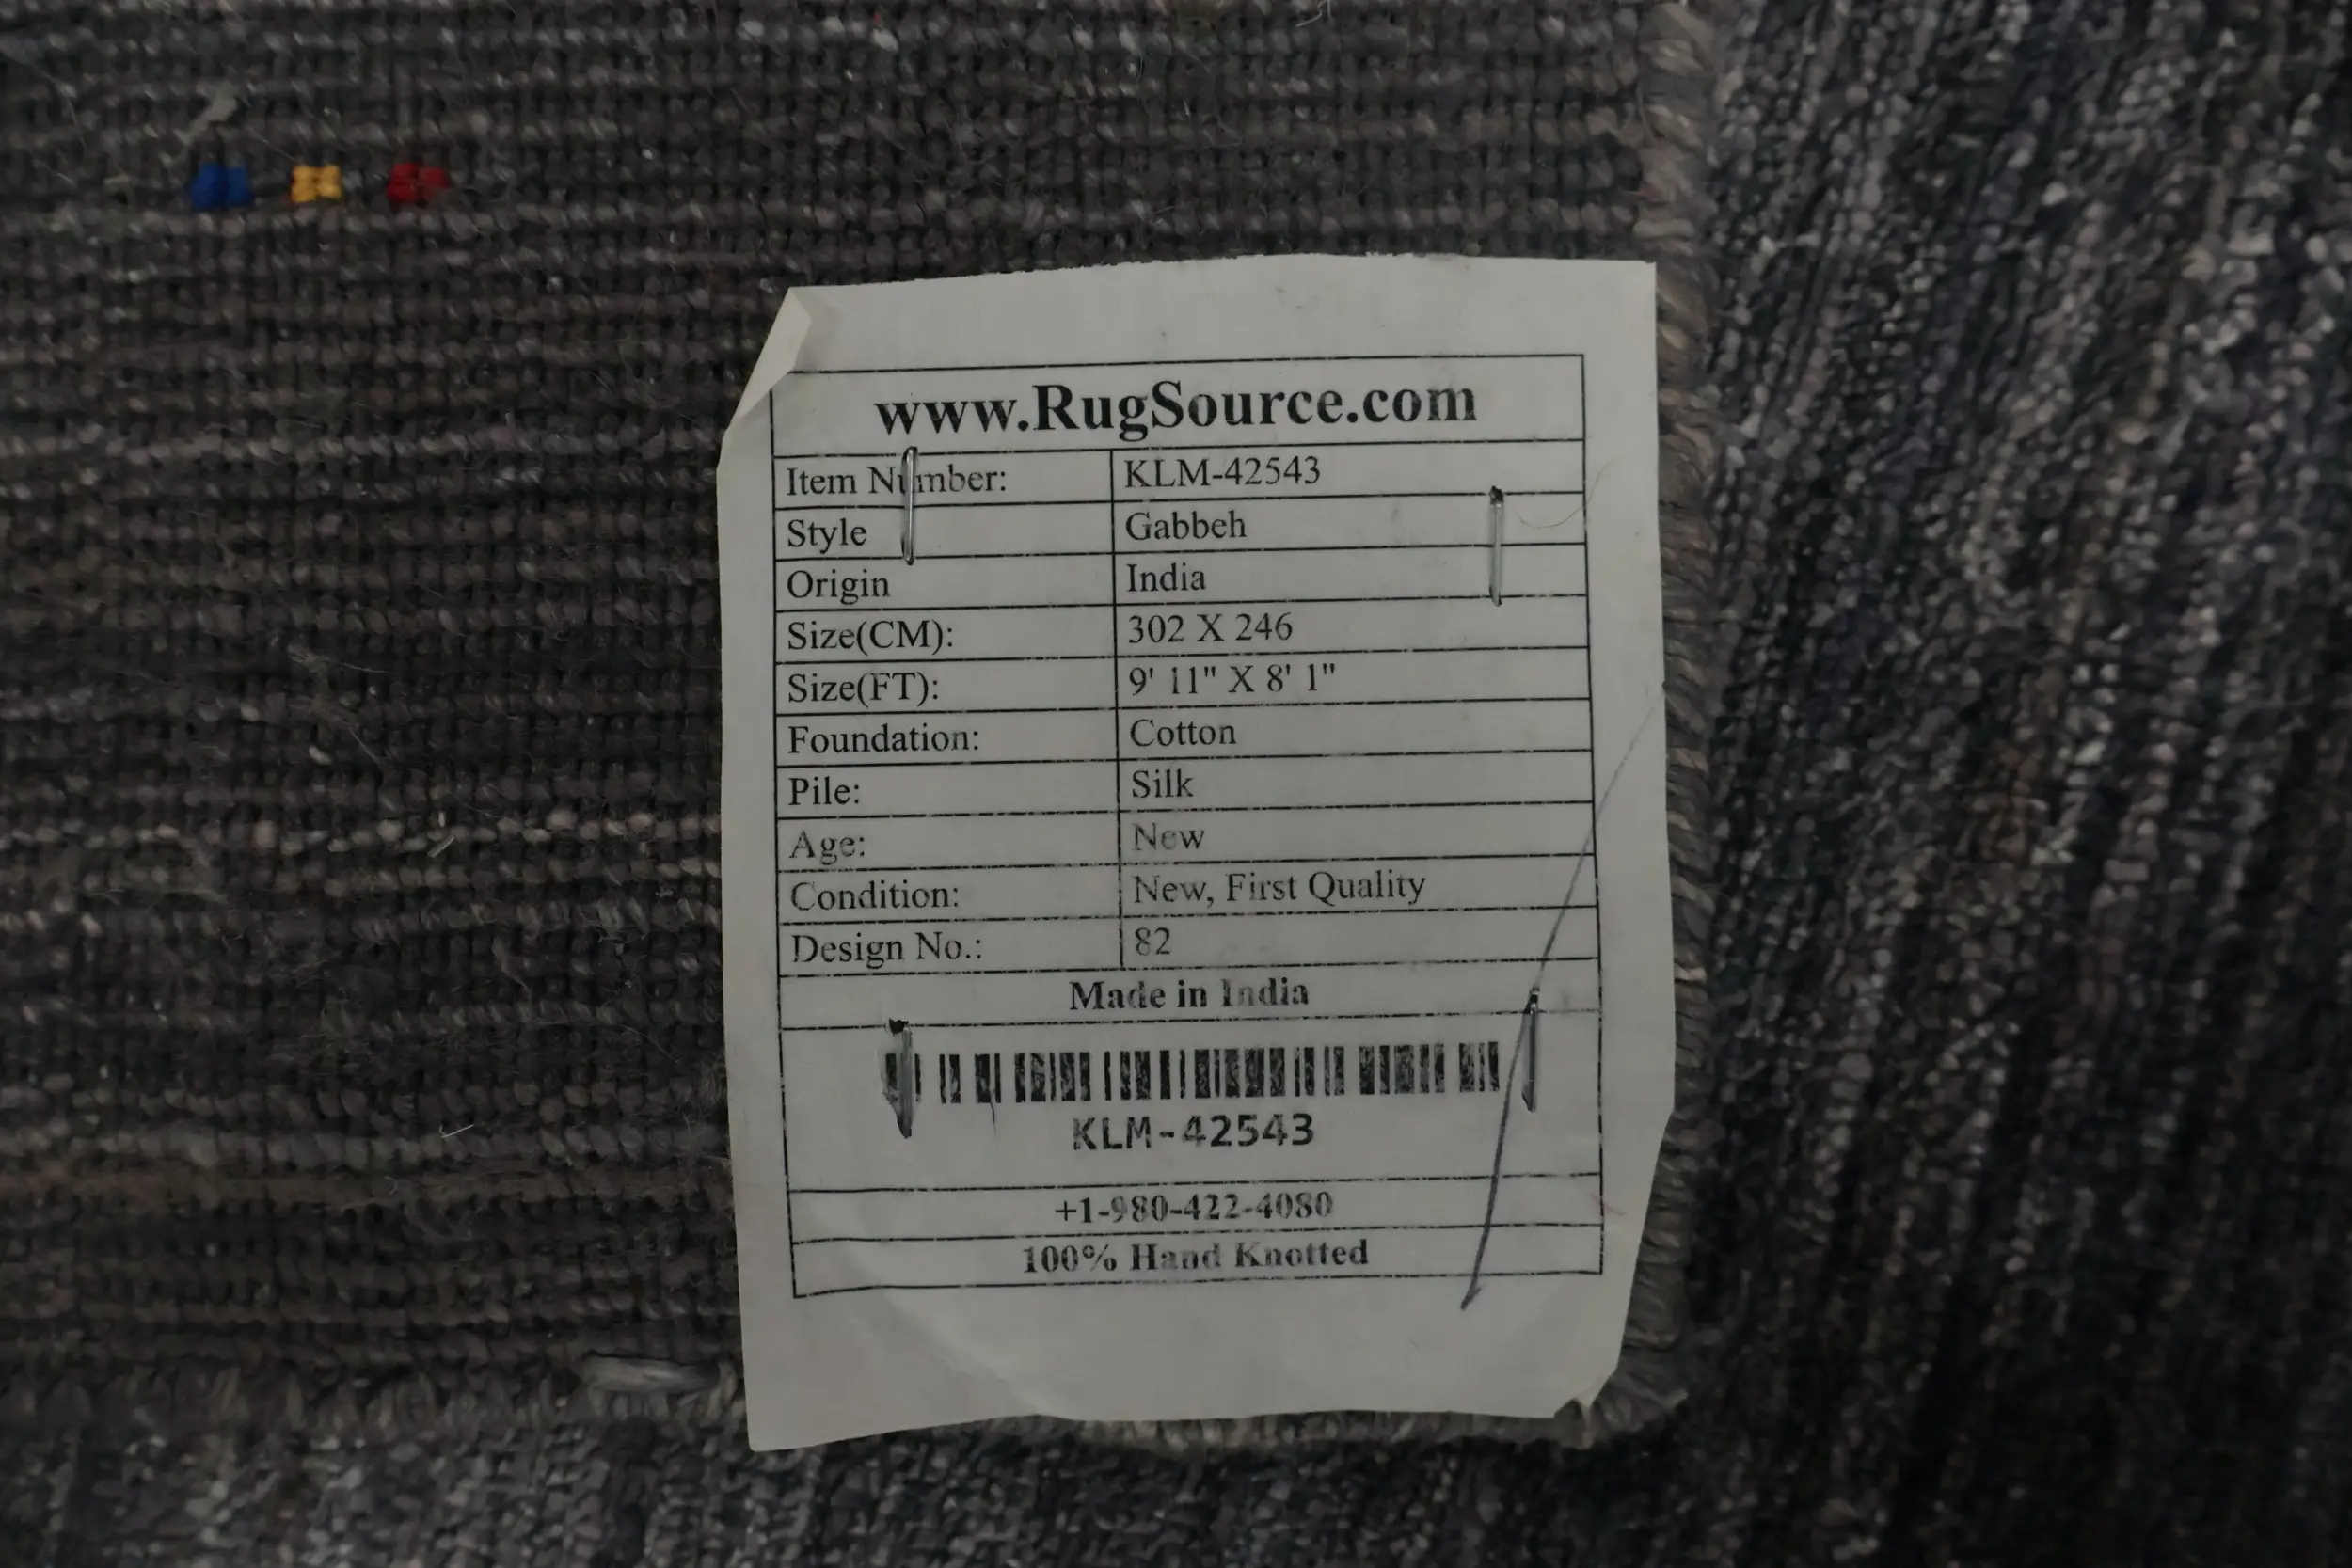 www.RugSource.com
Item Number: KLM-42543
Style Gabbeh
Origin India
Size(CM): 302 X 246
Size(FT): 9' 11" X 8' 1"
Foundation: Cotton
Pile: Silk
Age: New
Condition: New, First Quality
Design No.: 82
Made in India
KLM-42543
+1-980-422-4080
100% Hand Knotted